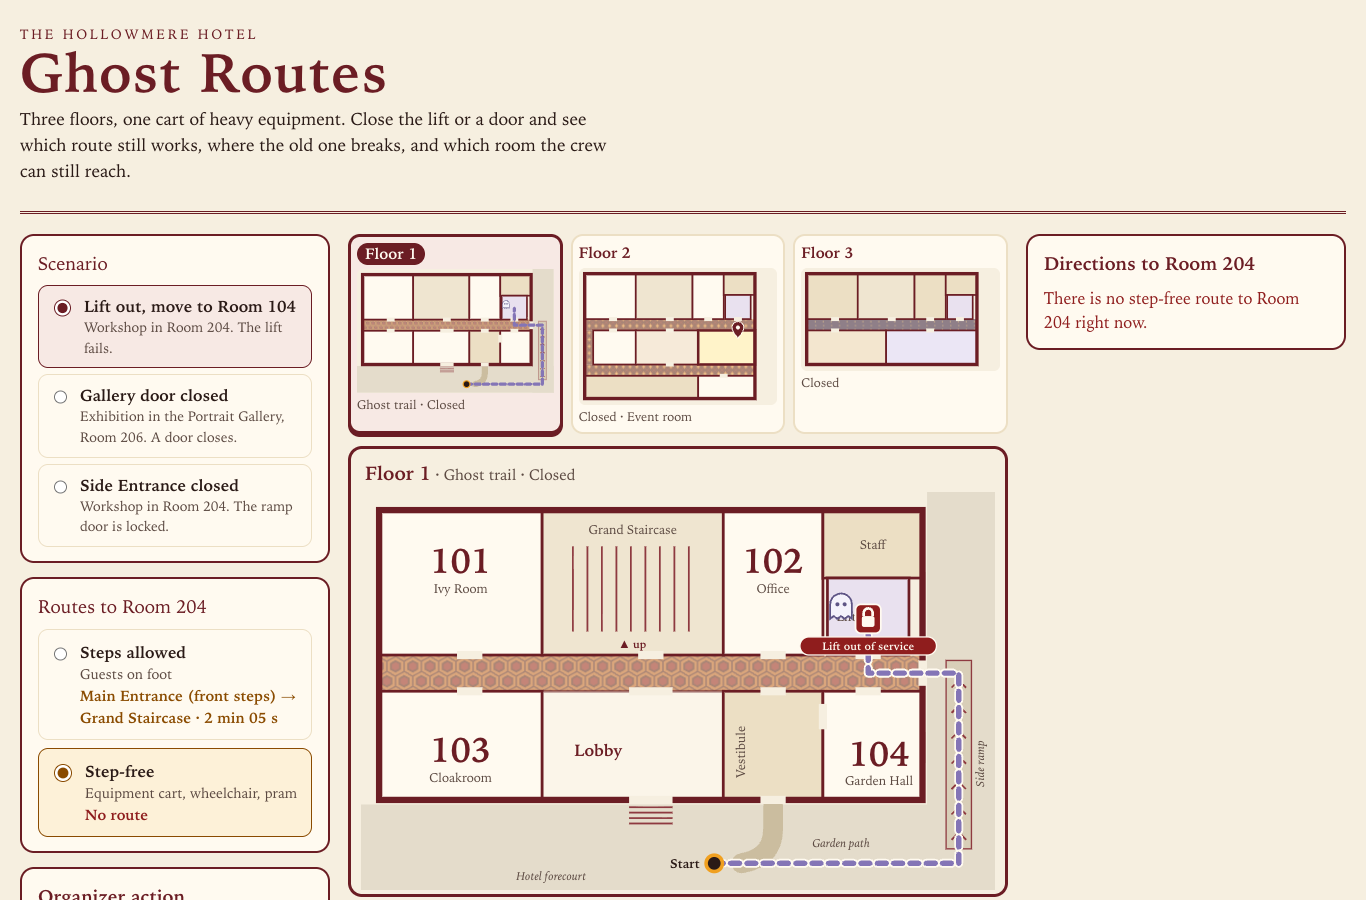 THE HOLLOWMERE HOTEL
Ghost Routes
Three floors, one cart of heavy equipment. Close the lift or a door and see
which route still works, where the old one breaks, and which room the crew
can still reach.
Scenario
Lift out, move to Room 104
Workshop in Room 204. The lift
fails.
Gallery door closed
Exhibition in the Portrait Gallery,
Room 206. A door closes.
Side Entrance closed
Workshop in Room 204. The ramp
door is locked.
Routes to Room 204
Steps allowed
Guests on foot
Main Entrance (front steps) →
Grand Staircase · 2 min 05 s
Step-free
Equipment cart, wheelchair, pram
No route
Organizer action
Floor 1
Ghost trail · Closed
Floor 2
Closed · Event room
Floor 3
Closed
Floor 1 · Ghost trail · Closed
101
Ivy Room
Grand Staircase
▲ up
102
Office
Staff
Lift out of service
103
Cloakroom
Lobby
Vestibule
104
Garden Hall
Side ramp
Garden path
Start
Hotel forecourt
Directions to Room 204
There is no step-free route to Room
204 right now.